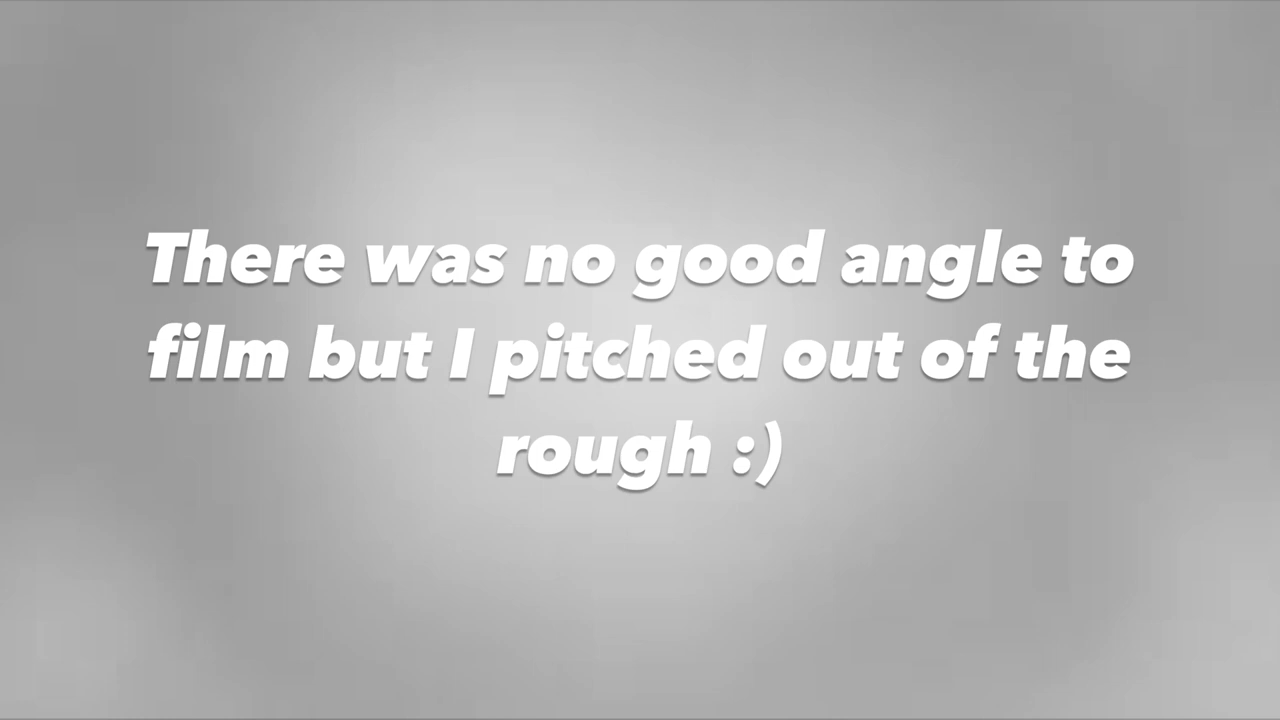 There was no good angle to
film but I pitched out of the
rough :)